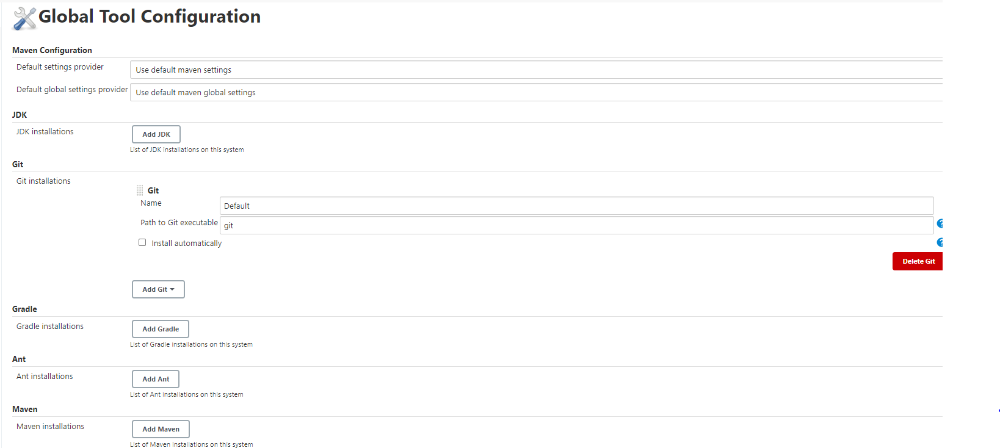 Global Tool Configuration
Maven Configuration
Default settings provider
Use default maven settings
Default global settings provider
Use default maven global settings
JDK
JDK installations
Add JDK
List of JDK installations on this system
Git
Git installations
Git
Name
Default
Path to Git executable
git
?
Install automatically
?
Delete Git
Add Git
Gradle
Gradle installations
Add Gradle
List of Gradle installations on this system
Ant
Ant installations
Add Ant
List of Ant installations on this system
Maven
Maven installations
Add Maven
List of Maven installations on this system